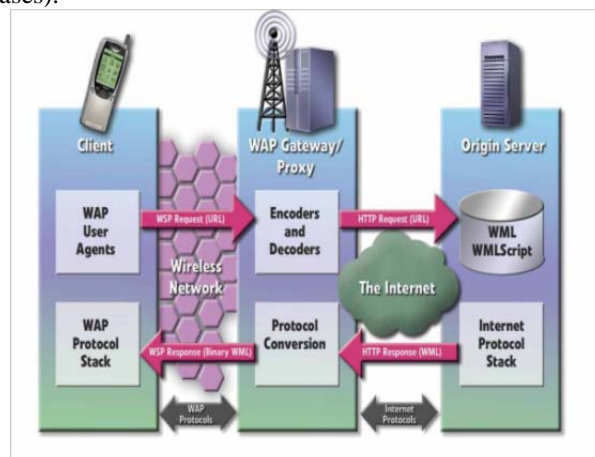 ases).
Client
WAP Gateway/
Proxy
Origin Server
WAP
User
Agents
WSP Request (URL)
Encoders
and
Decoders
HTTP Request (URL)
WML
WMLScript
Wireless
Network
The Internet
WAP
Protocol
Stack
WSP Response (Binary WML)
Protocol
Conversion
HTTP Response (WML)
Internet
Protocol
Stack
WAP
Protocols
Internet
Protocols